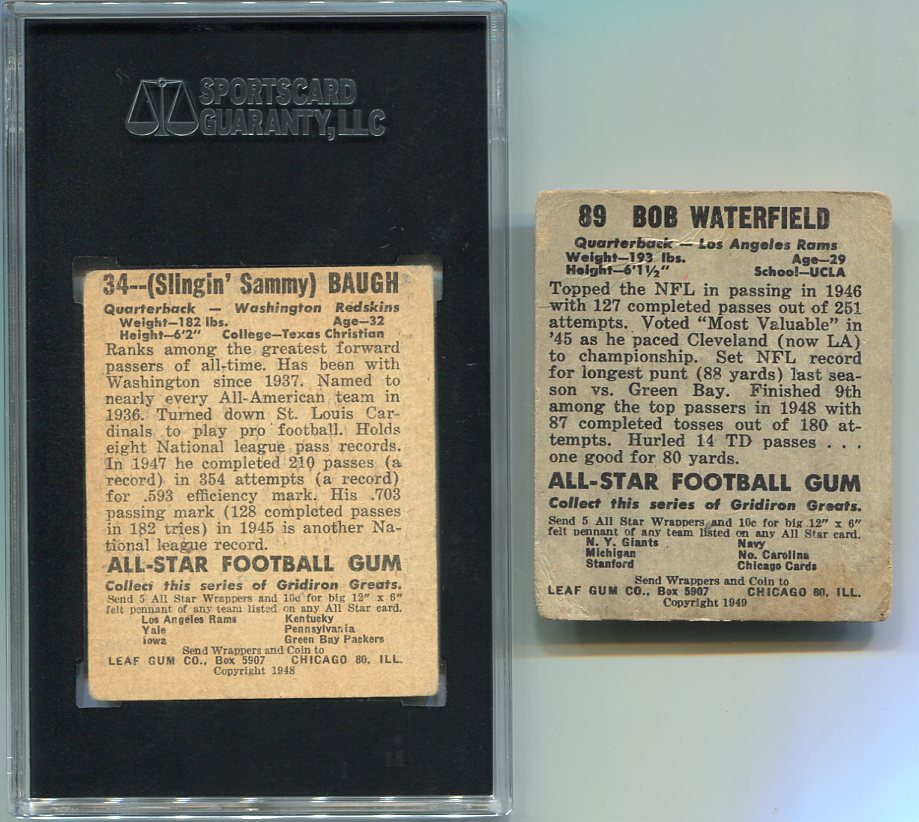 SPORTSCARD
GUARANTY, LLC
34--(Slingin' Sammy) BAUGH
Quarterback — Washington Redskins
Weight—182 lbs. Age—32
Height—6'2" College—Texas Christian
Ranks among the greatest forward
passers of all-time. Has been with
Washington since 1937. Named to
nearly every All-American team in
1936. Turned down St. Louis Car-
dinals to play pro football. Holds
eight National league pass records.
In 1947 he completed 210 passes (a
record) in 354 attempts (a record)
for .593 efficiency mark. His .703
passing mark (128 completed passes
in 182 tries) in 1945 is another Na-
tional league record.
ALL-STAR FOOTBALL GUM
Collect this series of Gridiron Greats.
Send 5 All Star Wrappers and 10c for big 12" x 6"
felt pennant of any team listed on any All Star card.
Los Angeles Rams Kentucky
Yale Pennsylvania
Iowa Green Bay Packers
Send Wrappers and Coin to
LEAF GUM CO., Box 5907 CHICAGO 80, ILL.
Copyright 1948
89 BOB WATERFIELD
Quarterback — Los Angeles Rams
Weight—193 lbs. Age—29
Height—6'1½" School—UCLA
Topped the NFL in passing in 1946
with 127 completed passes out of 251
attempts. Voted "Most Valuable" in
'45 as he paced Cleveland (now LA)
to championship. Set NFL record
for longest punt (88 yards) last sea-
son vs. Green Bay. Finished 9th
among the top passers in 1948 with
87 completed tosses out of 180 at-
tempts. Hurled 14 TD passes . . .
one good for 80 yards.
ALL-STAR FOOTBALL GUM
Collect this series of Gridiron Greats.
Send 5 All Star Wrappers and 10c for big 12" x 6"
felt pennant of any team listed on any All Star card.
N. Y. Giants Navy
Michigan No. Carolina
Stanford Chicago Cards
Send Wrappers and Coin to
LEAF GUM CO., Box 5907 CHICAGO 80, ILL.
Copyright 1949